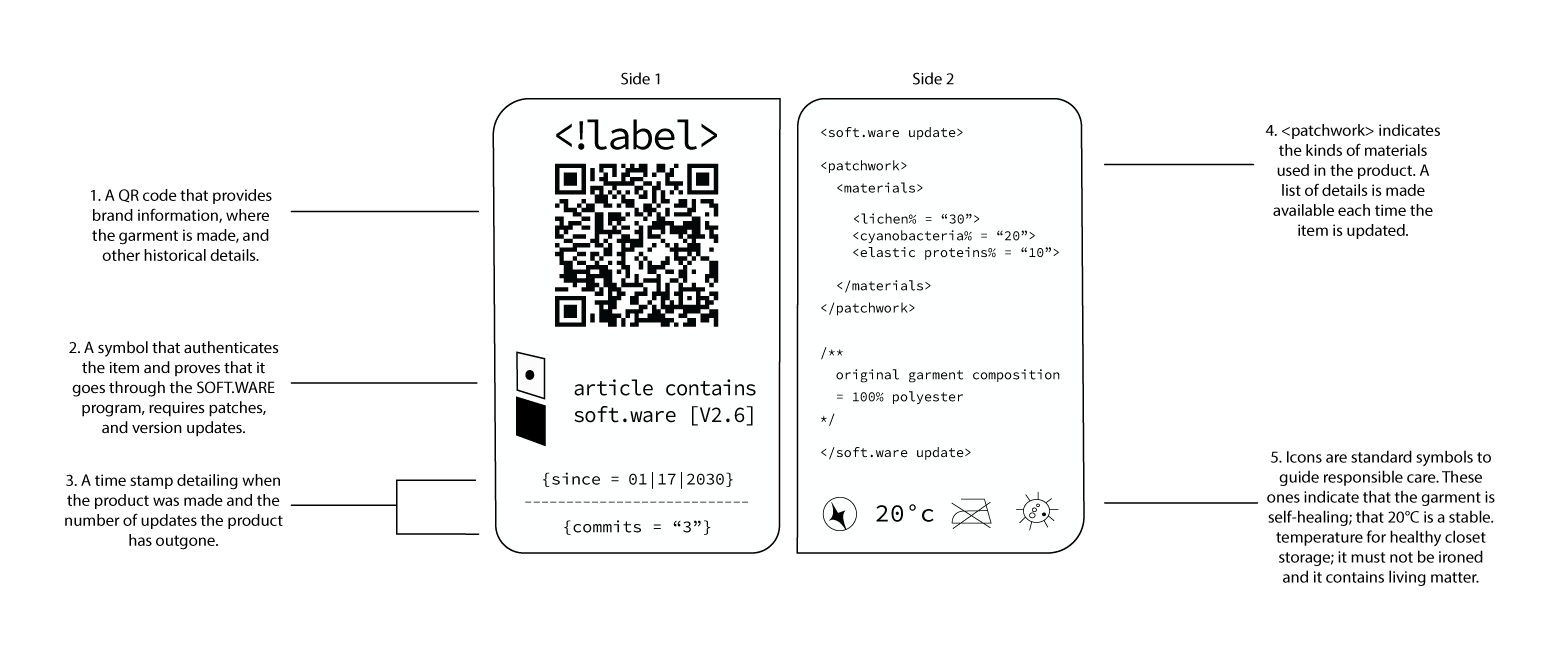 Side 1
Side 2
1. A QR code that provides
brand information, where
the garment is made, and
other historical details.
2. A symbol that authenticates
the item and proves that it
goes through the SOFT.WARE
program, requires patches,
and version updates.
3. A time stamp detailing when
the product was made and the
number of updates the product
has outgone.
<!label>
article contains
soft.ware [V2.6]
{since = 01|17|2030}
---------------------------
{commits = “3”}
<soft.ware update>
<patchwork>
<materials>
<lichen% = “30”>
<cyanobacteria% = “20”>
<elastic proteins% = “10”>
</materials>
</patchwork>
/**
original garment composition
= 100% polyester
*/
</soft.ware update>
20°c
4. <patchwork> indicates
the kinds of materials
used in the product. A
list of details is made
available each time the
item is updated.
5. Icons are standard symbols to
guide responsible care. These
ones indicate that the garment is
self-healing; that 20°C is a stable.
temperature for healthy closet
storage; it must not be ironed
and it contains living matter.